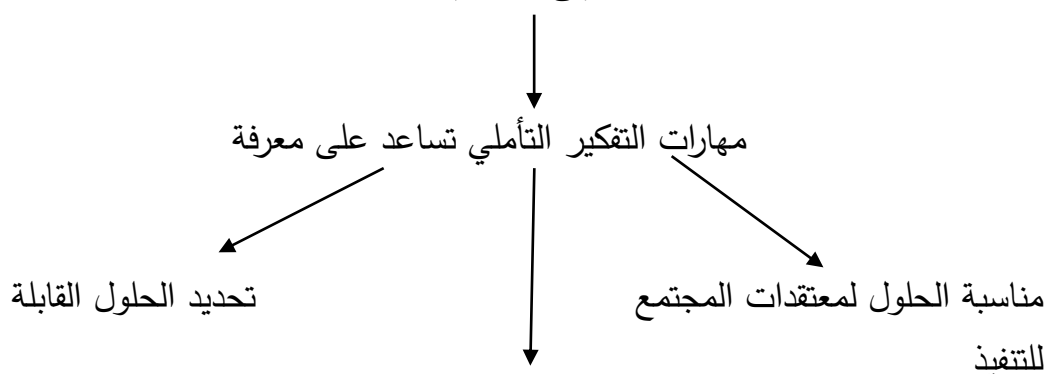 مهارات التفكير التأملي تساعد على معرفة
مناسبة الحلول لمعتقدات المجتمع تحديد الحلول القابلة
للتنفيذ